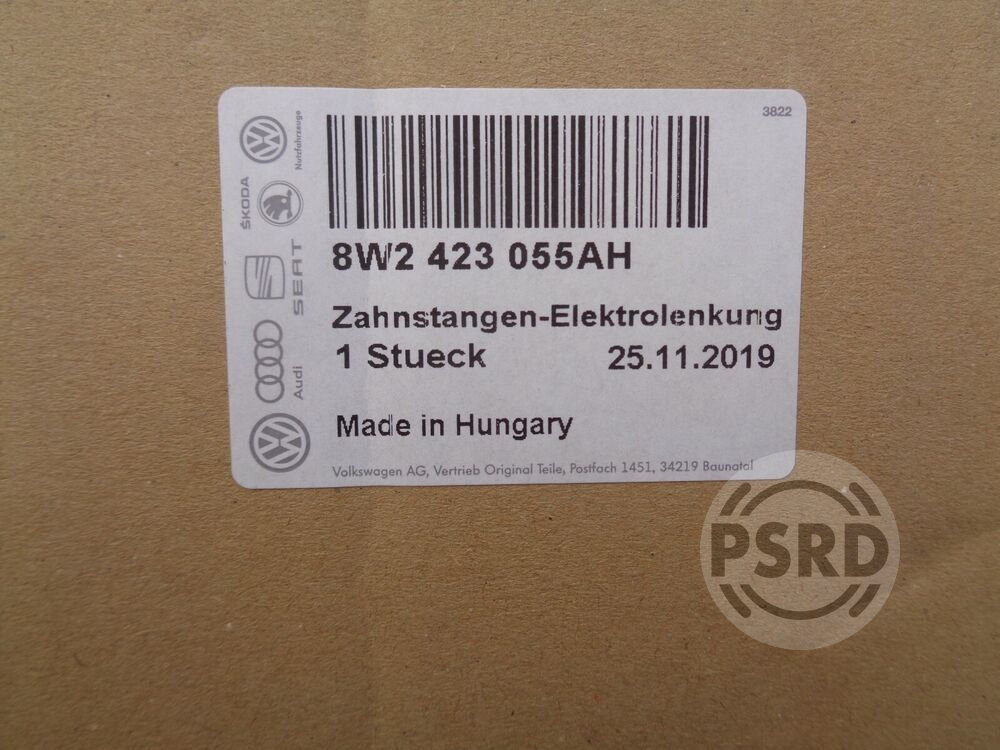 3822
Nutzfahrzeuge
ŠKODA
SEAT
Audi
8W2 423 055AH
Zahnstangen-Elektrolenkung
1 Stueck 25.11.2019
Made in Hungary
Volkswagen AG, Vertrieb Original Teile, Postfach 1451, 34219 Baunatal
PSRD